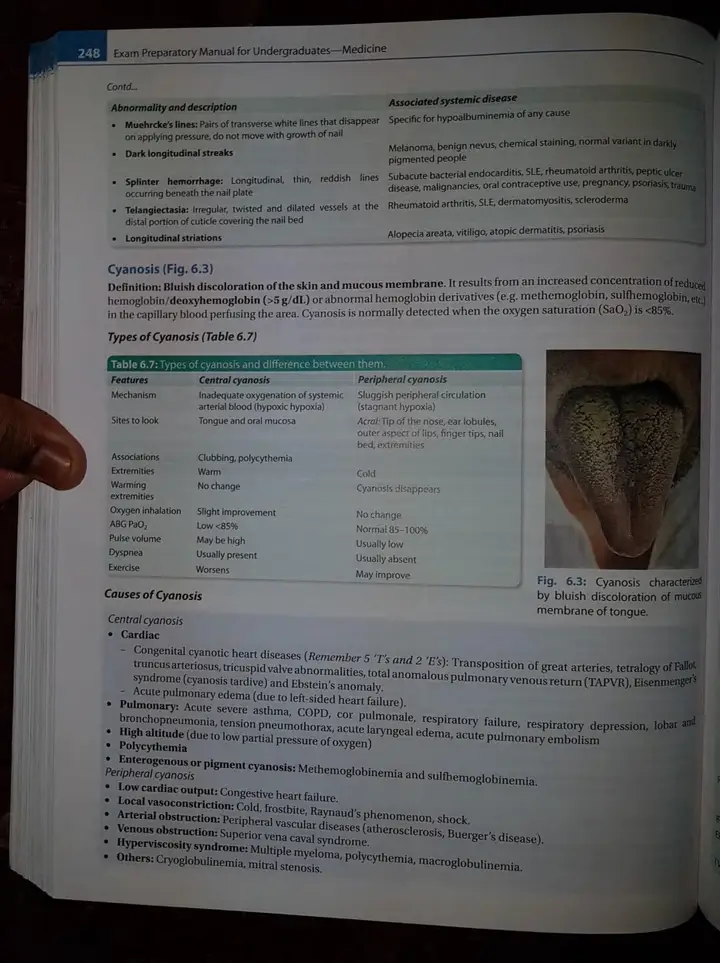 248 Exam Preparatory Manual for Undergraduates—Medicine
Contd...
Abnormality and description Associated systemic disease
• Muehrcke's lines: Pairs of transverse white lines that disappear Specific for hypoalbuminemia of any cause
on applying pressure, do not move with growth of nail
• Dark longitudinal streaks Melanoma, benign nevus, chemical staining, normal variant in darkly
pigmented people
• Splinter hemorrhage: Longitudinal, thin, reddish lines Subacute bacterial endocarditis, SLE, rheumatoid arthritis, peptic ulcer
occurring beneath the nail plate disease, malignancies, oral contraceptive use, pregnancy, psoriasis, trauma
• Telangiectasia: Irregular, twisted and dilated vessels at the Rheumatoid arthritis, SLE, dermatomyositis, scleroderma
distal portion of cuticle covering the nail bed
• Longitudinal striations Alopecia areata, vitiligo, atopic dermatitis, psoriasis
Cyanosis (Fig. 6.3)
Definition: Bluish discoloration of the skin and mucous membrane. It results from an increased concentration of reduced
hemoglobin/deoxyhemoglobin (>5 g/dL) or abnormal hemoglobin derivatives (e.g. methemoglobin, sulfhemoglobin, etc.)
in the capillary blood perfusing the area. Cyanosis is normally detected when the oxygen saturation (SaO₂) is <85%.
Types of Cyanosis (Table 6.7)
Table 6.7: Types of cyanosis and difference between them.
Features Central cyanosis Peripheral cyanosis
Mechanism Inadequate oxygenation of systemic Sluggish peripheral circulation
arterial blood (hypoxic hypoxia) (stagnant hypoxia)
Sites to look Tongue and oral mucosa Acral: Tip of the nose, ear lobules,
outer aspect of lips, finger tips, nail
bed, extremities
Associations Clubbing, polycythemia
Extremities Warm Cold
Warming No change Cyanosis disappears
extremities
Oxygen inhalation Slight improvement No change
ABG PaO₂ Low <85% Normal 85–100%
Pulse volume May be high Usually low
Dyspnea Usually present Usually absent
Exercise Worsens May improve
Fig. 6.3: Cyanosis characterized
by bluish discoloration of mucous
membrane of tongue.
Causes of Cyanosis
Central cyanosis
• Cardiac
– Congenital cyanotic heart diseases (Remember 5 'T's and 2 'E's): Transposition of great arteries, tetralogy of Fallot,
truncus arteriosus, tricuspid valve abnormalities, total anomalous pulmonary venous return (TAPVR), Eisenmenger's
syndrome (cyanosis tardive) and Ebstein's anomaly.
– Acute pulmonary edema (due to left-sided heart failure).
• Pulmonary: Acute severe asthma, COPD, cor pulmonale, respiratory failure, respiratory depression, lobar and
bronchopneumonia, tension pneumothorax, acute laryngeal edema, acute pulmonary embolism
• High altitude (due to low partial pressure of oxygen)
• Polycythemia
• Enterogenous or pigment cyanosis: Methemoglobinemia and sulfhemoglobinemia.
Peripheral cyanosis
• Low cardiac output: Congestive heart failure.
• Local vasoconstriction: Cold, frostbite, Raynaud's phenomenon, shock.
• Arterial obstruction: Peripheral vascular diseases (atherosclerosis, Buerger's disease).
• Venous obstruction: Superior vena caval syndrome.
• Hyperviscosity syndrome: Multiple myeloma, polycythemia, macroglobulinemia.
• Others: Cryoglobulinemia, mitral stenosis.